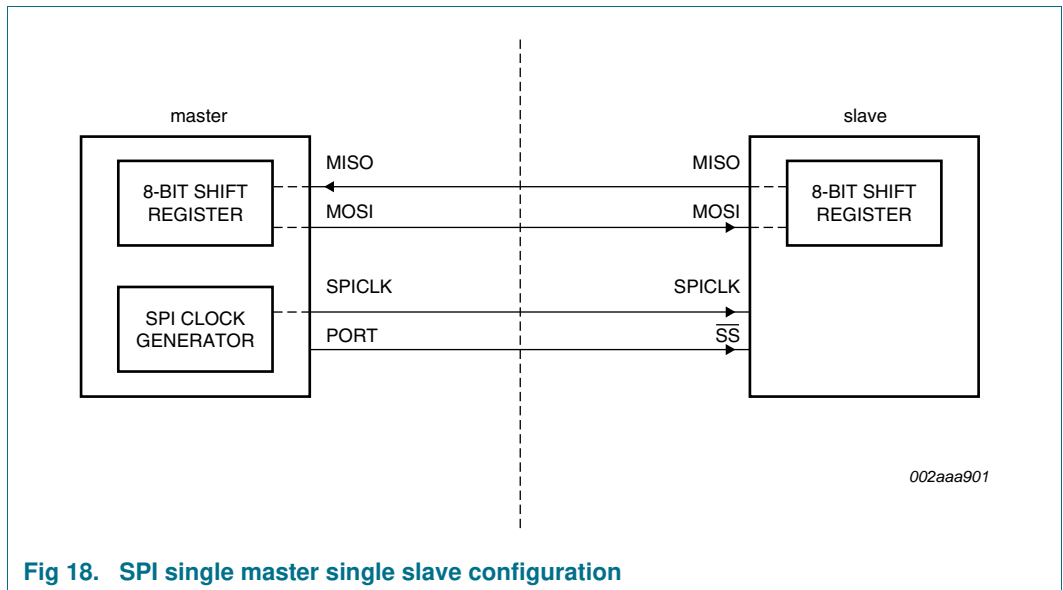 master
slave
MISO
MISO
8-BIT SHIFT
REGISTER
8-BIT SHIFT
REGISTER
MOSI
MOSI
SPICLK
SPICLK
SPI CLOCK
GENERATOR
PORT
S̅S̅
002aaa901
Fig 18. SPI single master single slave configuration